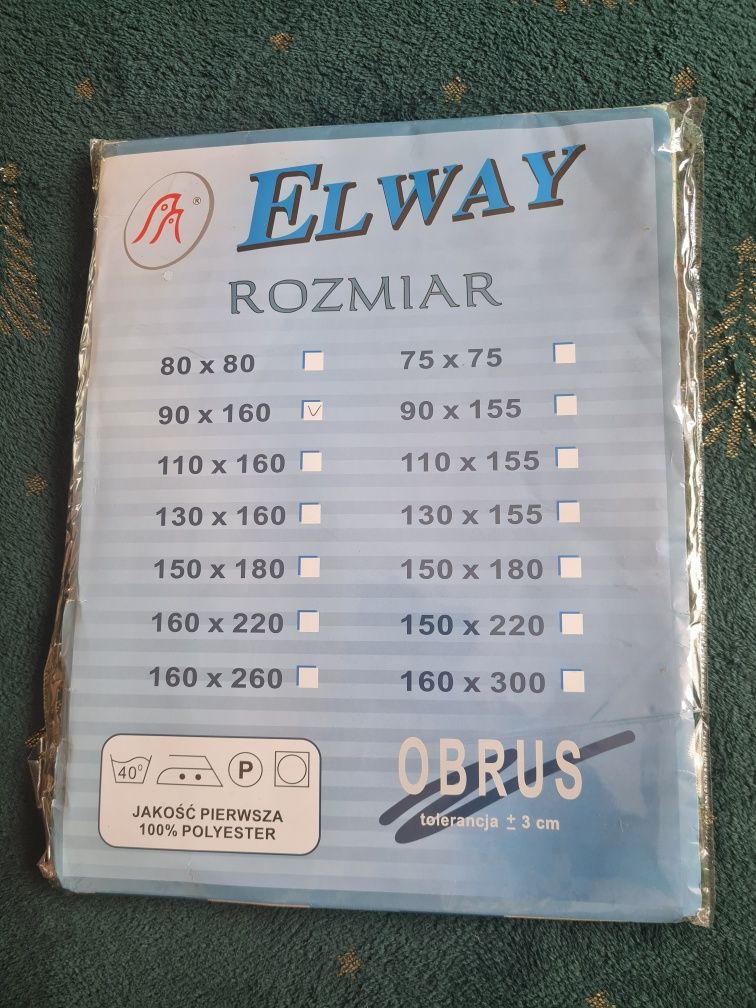 ®
ELWAY
ROZMIAR
80 x 80 75 x 75
90 x 160 90 x 155
110 x 160 110 x 155
130 x 160 130 x 155
150 x 180 150 x 180
160 x 220 150 x 220
160 x 260 160 x 300
40° P
JAKOŚĆ PIERWSZA
100% POLYESTER
OBRUS
tolerancja ± 3 cm